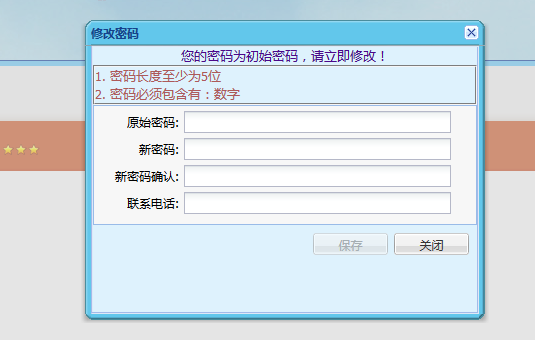 修改密码
您的密码为初始密码，请立即修改！
1. 密码长度至少为5位
2. 密码必须包含有：数字
原始密码:
新密码:
新密码确认:
联系电话:
保存 关闭